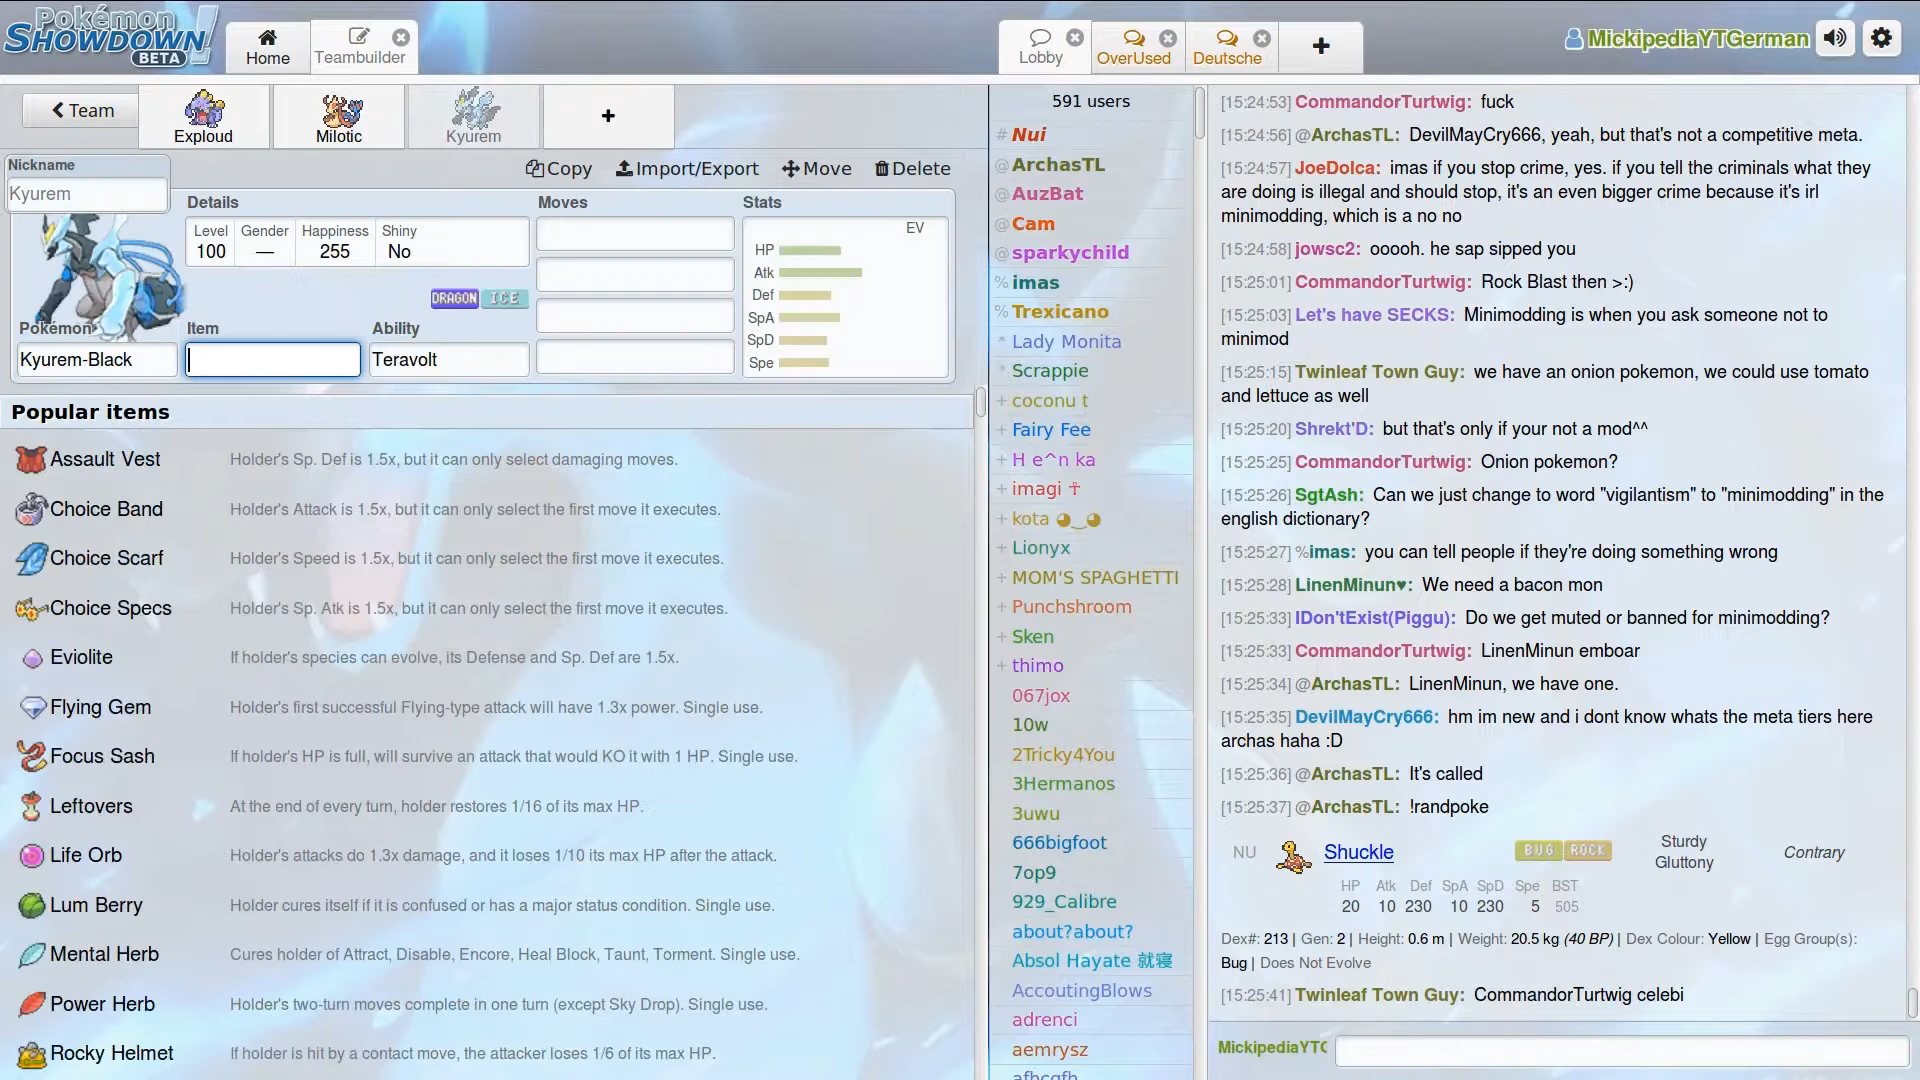 Pokémon
SHOWDOWN!
BETA
Home
Teambuilder
Lobby
OverUsed
Deutsche
+
MickipediaYTGerman
Team
Exploud
Milotic
Kyurem
+
Nickname
Kyurem
Copy
Import/Export
Move
Delete
Details
Moves
Stats
Level
Gender
Happiness
Shiny
100
—
255
No
EV
HP
Atk
Def
SpA
SpD
Spe
DRAGON
ICE
Pokémon
Item
Ability
Kyurem-Black
Teravolt
Popular items
Assault Vest Holder's Sp. Def is 1.5x, but it can only select damaging moves.
Choice Band Holder's Attack is 1.5x, but it can only select the first move it executes.
Choice Scarf Holder's Speed is 1.5x, but it can only select the first move it executes.
Choice Specs Holder's Sp. Atk is 1.5x, but it can only select the first move it executes.
Eviolite If holder's species can evolve, its Defense and Sp. Def are 1.5x.
Flying Gem Holder's first successful Flying-type attack will have 1.3x power. Single use.
Focus Sash If holder's HP is full, will survive an attack that would KO it with 1 HP. Single use.
Leftovers At the end of every turn, holder restores 1/16 of its max HP.
Life Orb Holder's attacks do 1.3x damage, and it loses 1/10 its max HP after the attack.
Lum Berry Holder cures itself if it is confused or has a major status condition. Single use.
Mental Herb Cures holder of Attract, Disable, Encore, Heal Block, Taunt, Torment. Single use.
Power Herb Holder's two-turn moves complete in one turn (except Sky Drop). Single use.
Rocky Helmet If holder is hit by a contact move, the attacker loses 1/6 of its max HP.
591 users
# Nui
@ ArchasTL
@ AuzBat
@ Cam
@ sparkychild
% imas
% Trexicano
* Lady Monita
* Scrappie
+ coconu t
+ Fairy Fee
+ H e^n ka
+ imagi ☥
+ kota ◕‿◕
+ Lionyx
+ MOM'S SPAGHETTI
+ Punchshroom
+ Sken
+ thimo
067jox
10w
2Tricky4You
3Hermanos
3uwu
666bigfoot
7op9
929_Calibre
about?about?
Absol Hayate 就寝
AccoutingBlows
adrenci
aemrysz
afhcgfh
[15:24:53] CommandorTurtwig: fuck
[15:24:56] @ArchasTL: DevilMayCry666, yeah, but that's not a competitive meta.
[15:24:57] JoeDolca: imas if you stop crime, yes. if you tell the criminals what they
are doing is illegal and should stop, it's an even bigger crime because it's irl
minimodding, which is a no no
[15:24:58] jowsc2: ooooh. he sap sipped you
[15:25:01] CommandorTurtwig: Rock Blast then >:)
[15:25:03] Let's have SECKS: Minimodding is when you ask someone not to
minimod
[15:25:15] Twinleaf Town Guy: we have an onion pokemon, we could use tomato
and lettuce as well
[15:25:20] Shrekt'D: but that's only if your not a mod^^
[15:25:25] CommandorTurtwig: Onion pokemon?
[15:25:26] SgtAsh: Can we just change to word "vigilantism" to "minimodding" in the
english dictionary?
[15:25:27] %imas: you can tell people if they're doing something wrong
[15:25:28] LinenMinun♥: We need a bacon mon
[15:25:33] IDon'tExist(Piggu): Do we get muted or banned for minimodding?
[15:25:33] CommandorTurtwig: LinenMinun emboar
[15:25:34] @ArchasTL: LinenMinun, we have one.
[15:25:35] DevilMayCry666: hm im new and i dont know whats the meta tiers here
archas haha :D
[15:25:36] @ArchasTL: It's called
[15:25:37] @ArchasTL: !randpoke
NU Shuckle BUG ROCK Sturdy Gluttony Contrary
HP Atk Def SpA SpD Spe BST
20 10 230 10 230 5 505
Dex#: 213 | Gen: 2 | Height: 0.6 m | Weight: 20.5 kg (40 BP) | Dex Colour: Yellow | Egg Group(s):
Bug | Does Not Evolve
[15:25:41] Twinleaf Town Guy: CommandorTurtwig celebi
MickipediaYTG